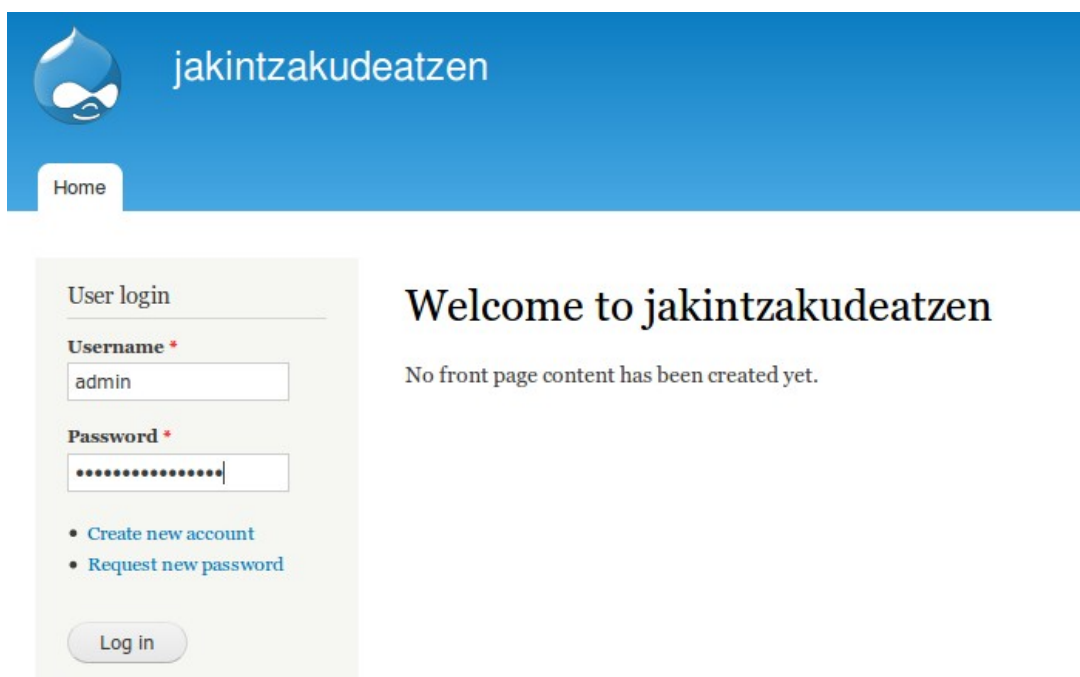 jakintzakudeatzen
Home
User login
Username *
admin
Password *
••••••••••••••••
• Create new account
• Request new password
Log in
Welcome to jakintzakudeatzen
No front page content has been created yet.